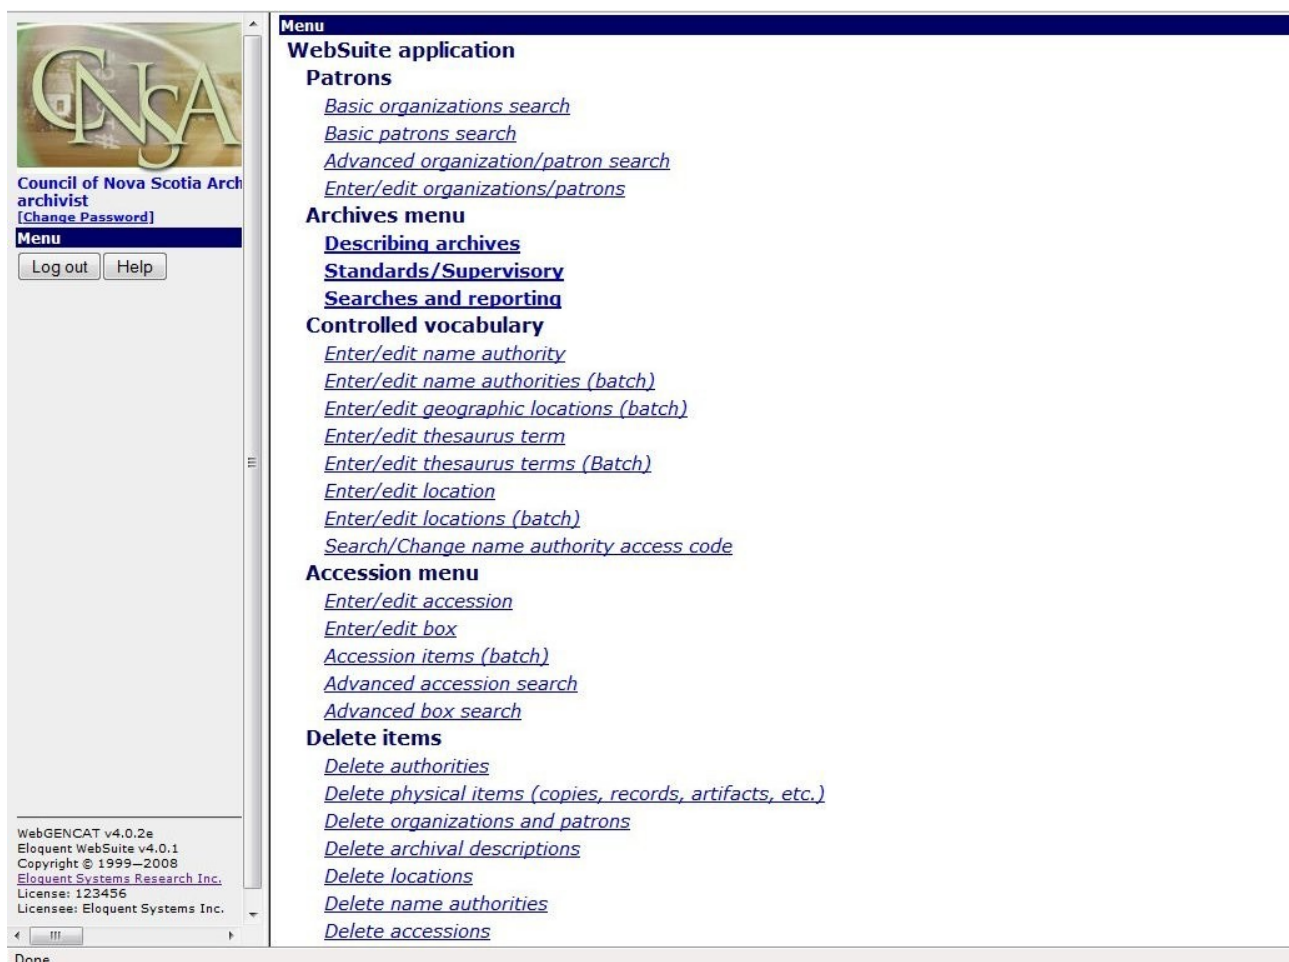 CNSA
Council of Nova Scotia Arch
archivist
[Change Password]
Menu
Log out Help
WebGENCAT v4.0.2e
Eloquent WebSuite v4.0.1
Copyright © 1999—2008
Eloquent Systems Research Inc.
License: 123456
Licensee: Eloquent Systems Inc.
Menu
WebSuite application
Patrons
Basic organizations search
Basic patrons search
Advanced organization/patron search
Enter/edit organizations/patrons
Archives menu
Describing archives
Standards/Supervisory
Searches and reporting
Controlled vocabulary
Enter/edit name authority
Enter/edit name authorities (batch)
Enter/edit geographic locations (batch)
Enter/edit thesaurus term
Enter/edit thesaurus terms (Batch)
Enter/edit location
Enter/edit locations (batch)
Search/Change name authority access code
Accession menu
Enter/edit accession
Enter/edit box
Accession items (batch)
Advanced accession search
Advanced box search
Delete items
Delete authorities
Delete physical items (copies, records, artifacts, etc.)
Delete organizations and patrons
Delete archival descriptions
Delete locations
Delete name authorities
Delete accessions
Done